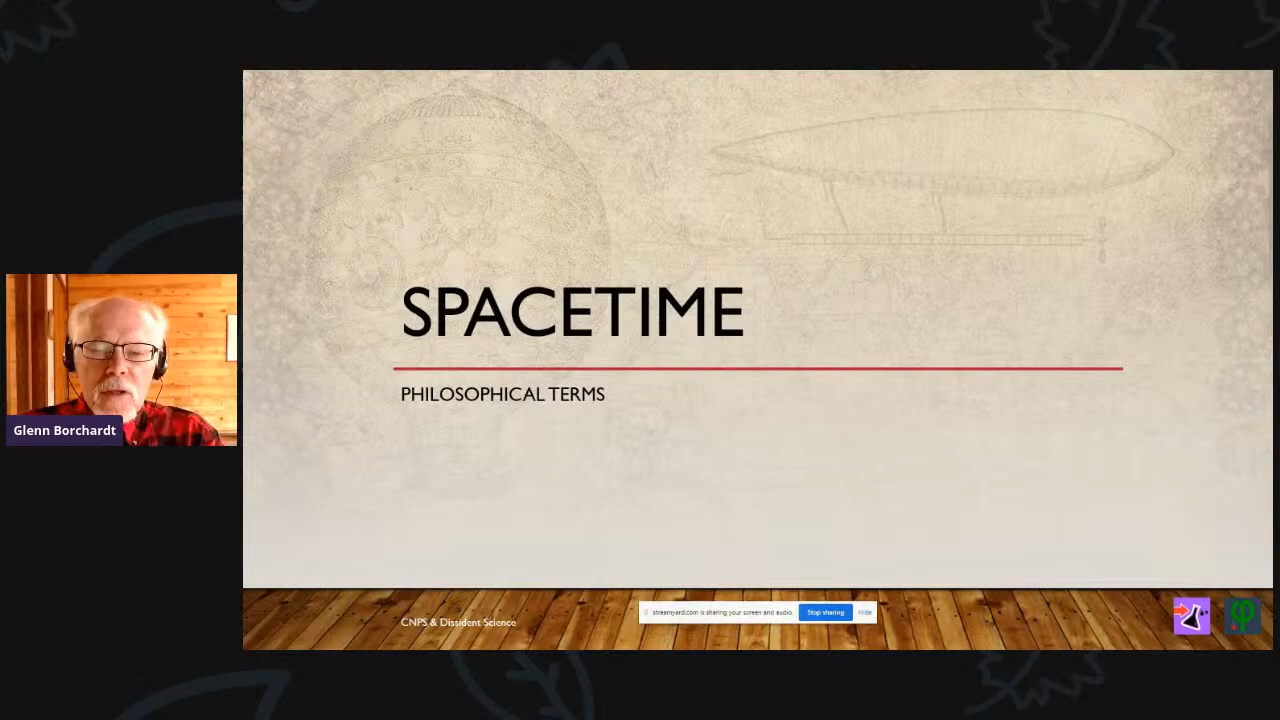 SPACETIME
PHILOSOPHICAL TERMS
Glenn Borchardt
CNPS & Dissident Science
streamyard.com is sharing your screen and audio.
Stop sharing
Hide